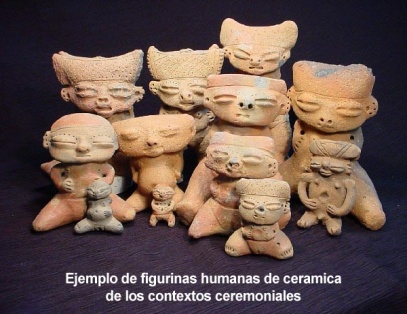 Ejemplo de figurinas humanas de ceramica
de los contextos ceremoniales